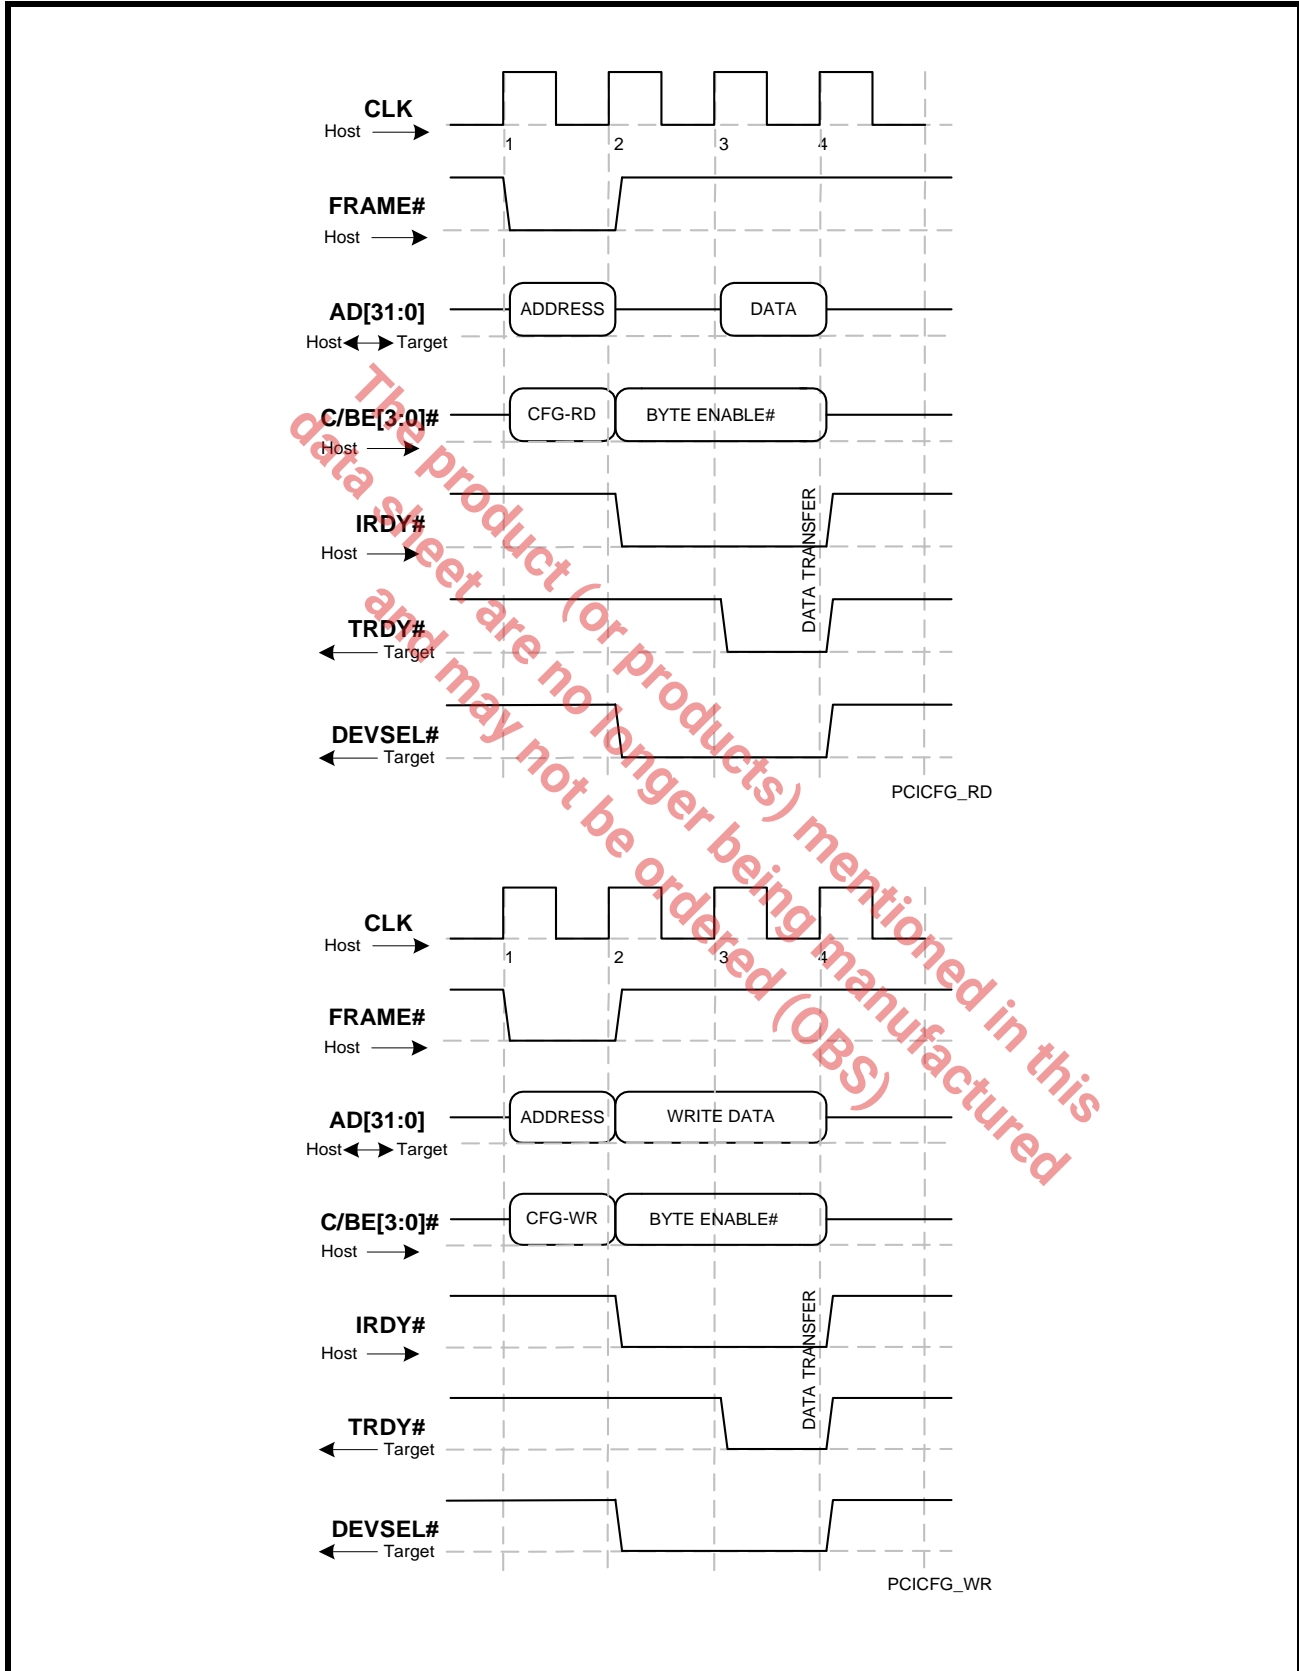 CLK
Host
1 2 3 4
FRAME#
Host
AD[31:0]
ADDRESS DATA
Host Target
C/BE[3:0]#
CFG-RD BYTE ENABLE#
Host
IRDY#
Host
DATA TRANSFER
TRDY#
Target
DEVSEL#
Target
PCICFG_RD
The product (or products) mentioned in this
data sheet are no longer being manufactured
and may not be ordered (OBS)
CLK
Host
1 2 3 4
FRAME#
Host
AD[31:0]
ADDRESS WRITE DATA
Host Target
C/BE[3:0]#
CFG-WR BYTE ENABLE#
Host
IRDY#
Host
DATA TRANSFER
TRDY#
Target
DEVSEL#
Target
PCICFG_WR